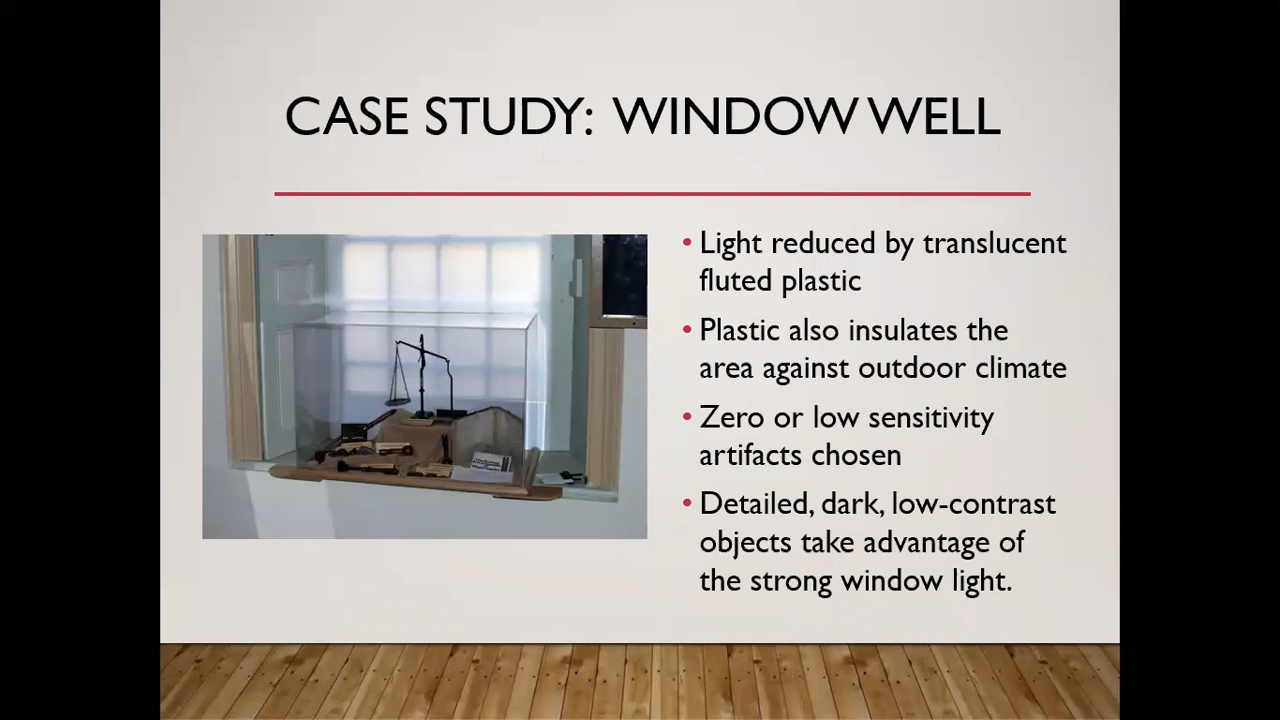 CASE STUDY: WINDOW WELL
• Light reduced by translucent
fluted plastic
• Plastic also insulates the
area against outdoor climate
• Zero or low sensitivity
artifacts chosen
• Detailed, dark, low-contrast
objects take advantage of
the strong window light.